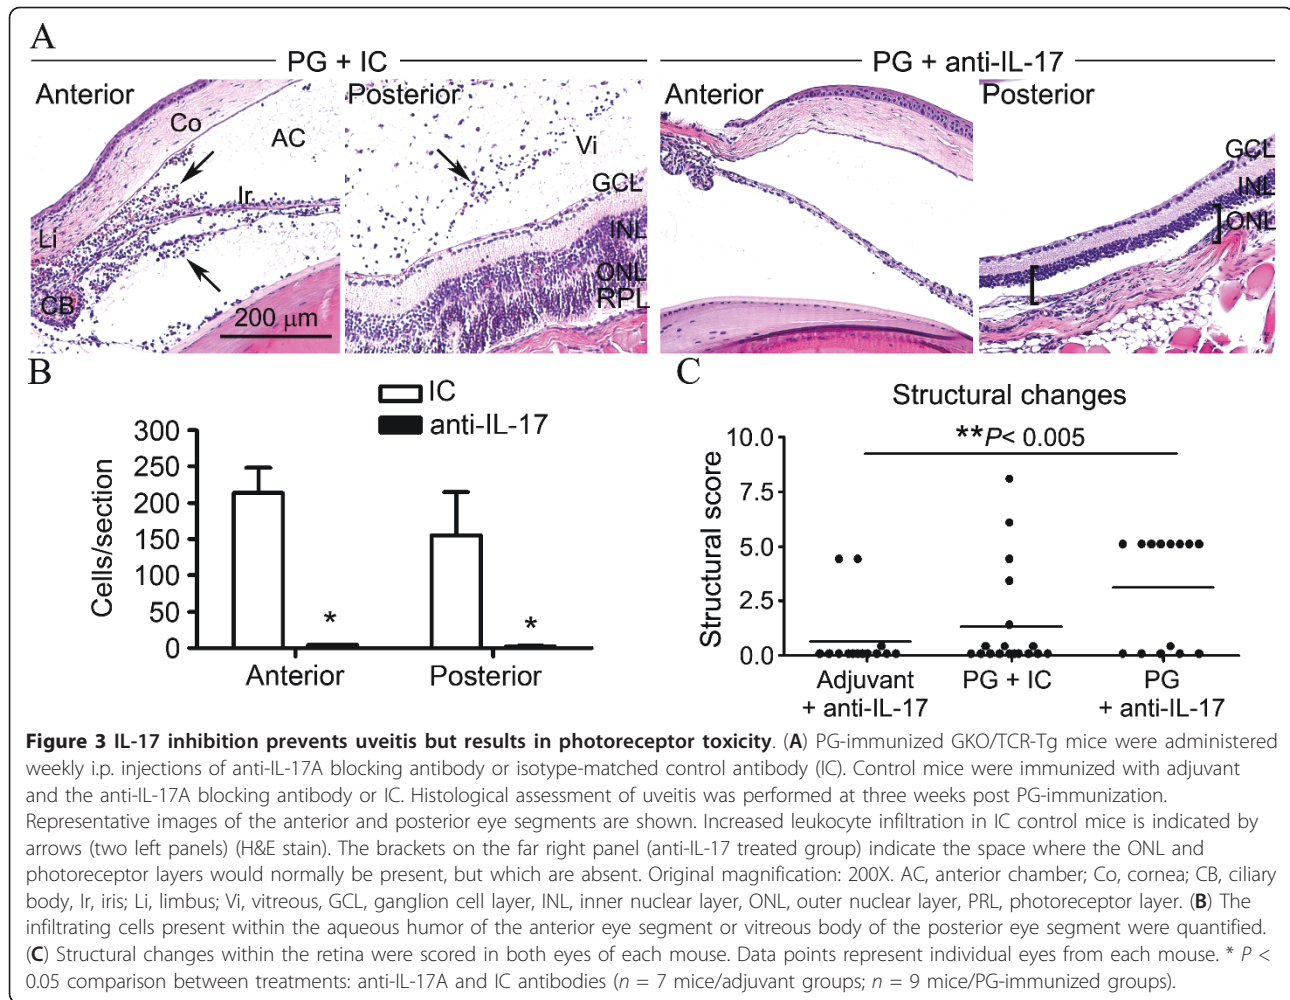 A
PG + IC
PG + anti-IL-17
Anterior
Co
AC
Ir
Li
CB
200 µm
Posterior
Vi
GCL
INL
ONL
RPL
Anterior
Posterior
GCL
INL
ONL
B
IC
anti-IL-17
300
250
200
150
100
50
0
Cells/section
*
*
Anterior
Posterior
C
Structural changes
**P< 0.005
10.0
7.5
5.0
2.5
0.0
Structural score
Adjuvant
+ anti-IL-17
PG + IC
PG
+ anti-IL-17
Figure 3 IL-17 inhibition prevents uveitis but results in photoreceptor toxicity. (A) PG-immunized GKO/TCR-Tg mice were administered
weekly i.p. injections of anti-IL-17A blocking antibody or isotype-matched control antibody (IC). Control mice were immunized with adjuvant
and the anti-IL-17A blocking antibody or IC. Histological assessment of uveitis was performed at three weeks post PG-immunization.
Representative images of the anterior and posterior eye segments are shown. Increased leukocyte infiltration in IC control mice is indicated by
arrows (two left panels) (H&E stain). The brackets on the far right panel (anti-IL-17 treated group) indicate the space where the ONL and
photoreceptor layers would normally be present, but which are absent. Original magnification: 200X. AC, anterior chamber; Co, cornea; CB, ciliary
body, Ir, iris; Li, limbus; Vi, vitreous, GCL, ganglion cell layer, INL, inner nuclear layer, ONL, outer nuclear layer, PRL, photoreceptor layer. (B) The
infiltrating cells present within the aqueous humor of the anterior eye segment or vitreous body of the posterior eye segment were quantified.
(C) Structural changes within the retina were scored in both eyes of each mouse. Data points represent individual eyes from each mouse. * P <
0.05 comparison between treatments: anti-IL-17A and IC antibodies (n = 7 mice/adjuvant groups; n = 9 mice/PG-immunized groups).